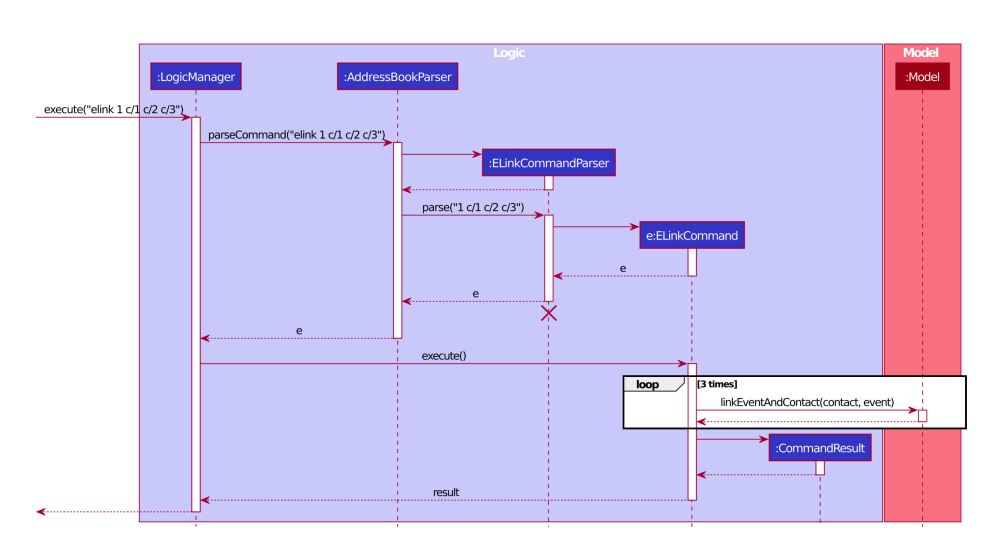 Logic
Model
:LogicManager
:AddressBookParser
:Model
execute("elink 1 c/1 c/2 c/3")
parseCommand("elink 1 c/1 c/2 c/3")
:ELinkCommandParser
parse("1 c/1 c/2 c/3")
e:ELinkCommand
e
e
e
execute()
loop
[3 times]
linkEventAndContact(contact, event)
:CommandResult
result